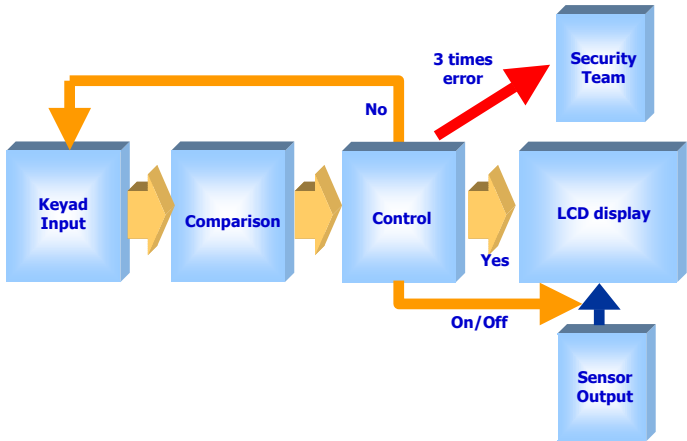 3 times
error
Security
Team
No
Keyad
Input
Comparison
Control
LCD display
Yes
On/Off
Sensor
Output